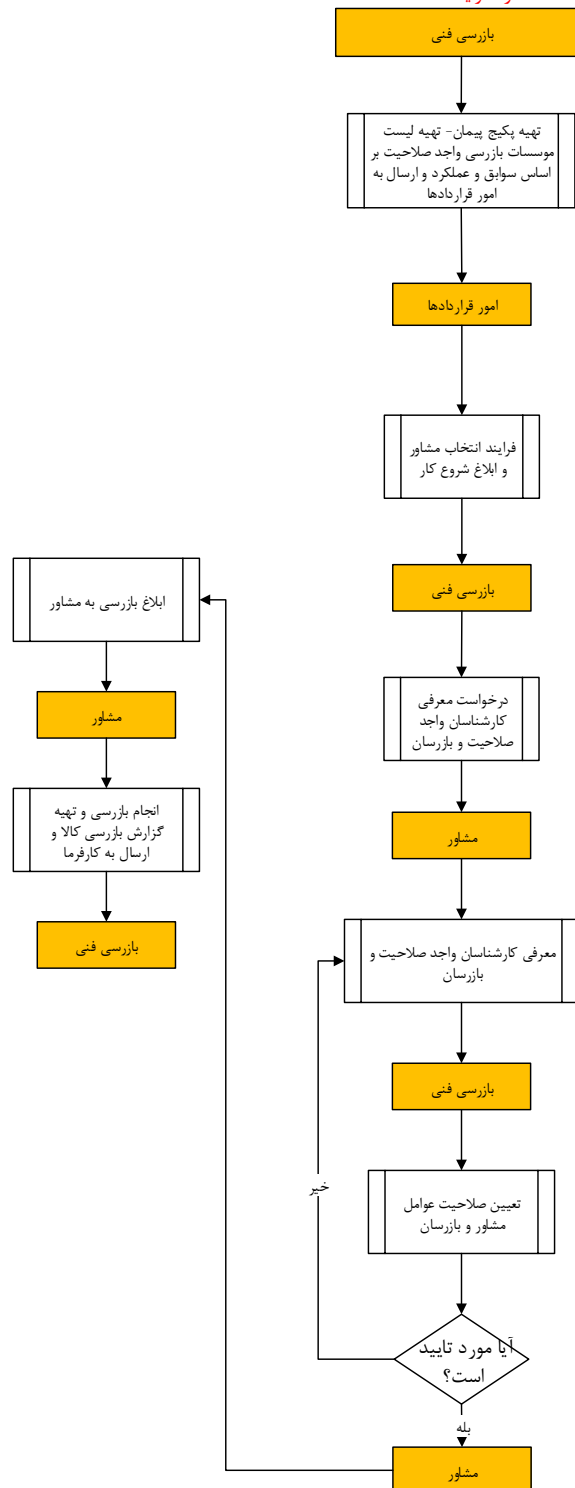 بازرسی فنی
تهیه پکیج پیمان- تهیه لیست
موسسات بازرسی واجد صلاحیت بر
اساس سوابق و عملکرد و ارسال به
امور قراردادها
امور قراردادها
فرایند انتخاب مشاور
و ابلاغ شروع کار
بازرسی فنی
درخواست معرفی
کارشناسان واجد
صلاحیت و بازرسان
مشاور
معرفی کارشناسان واجد صلاحیت و
بازرسان
بازرسی فنی
تعیین صلاحیت عوامل
مشاور و بازرسان
آیا مورد تایید
است؟
خیر
بله
مشاور
ابلاغ بازرسی به مشاور
مشاور
انجام بازرسی و تهیه
گزارش بازرسی کالا و
ارسال به کارفرما
بازرسی فنی